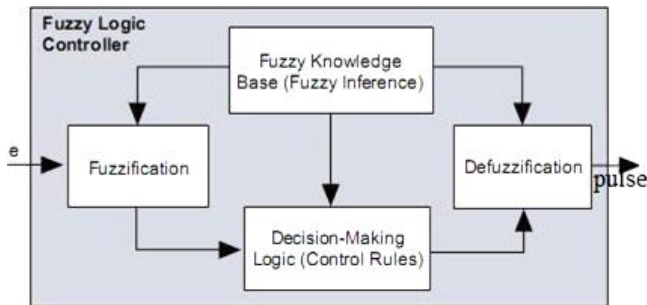 Fuzzy Logic
Controller
Fuzzy Knowledge
Base (Fuzzy Inference)
e
Fuzzification
Defuzzification
pulse
Decision-Making
Logic (Control Rules)